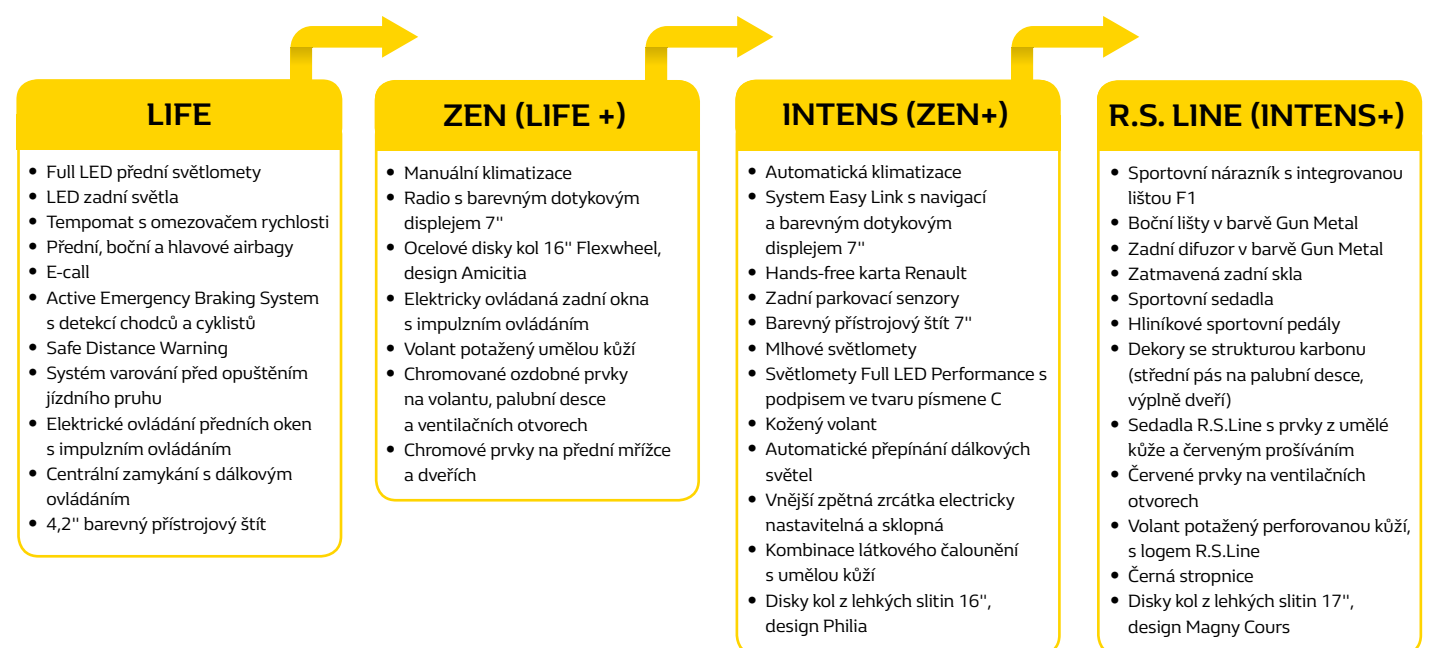 LIFE
Full LED přední světlomety
LED zadní světla
Tempomat s omezovačem rychlosti
Přední, boční a hlavové airbagy
E-call
Active Emergency Braking System
s detekcí chodců a cyklistů
Safe Distance Warning
Systém varování před opuštěním
jízdního pruhu
Elektrické ovládání předních oken
s impulzním ovládáním
Centrální zamykání s dálkovým
ovládáním
4,2" barevný přístrojový štít
ZEN (LIFE +)
Manuální klimatizace
Radio s barevným dotykovým
displejem 7"
Ocelové disky kol 16" Flexwheel,
design Amicitia
Elektricky ovládaná zadní okna
s impulzním ovládáním
Volant potažený umělou kůží
Chromované ozdobné prvky
na volantu, palubní desce
a ventilačních otvorech
Chromové prvky na přední mřížce
a dveřích
INTENS (ZEN+)
Automatická klimatizace
System Easy Link s navigací
a barevným dotykovým
displejem 7"
Hands-free karta Renault
Zadní parkovací senzory
Barevný přístrojový štít 7"
Mlhové světlomety
Světlomety Full LED Performance s
podpisem ve tvaru písmene C
Kožený volant
Automatické přepínání dálkových
světel
Vnější zpětná zrcátka electricky
nastavitelná a sklopná
Kombinace látkového čalounění
s umělou kůží
Disky kol z lehkých slitin 16",
design Philia
R.S. LINE (INTENS+)
Sportovní nárazník s integrovanou
lištou F1
Boční lišty v barvě Gun Metal
Zadní difuzor v barvě Gun Metal
Zatmavená zadní skla
Sportovní sedadla
Hliníkové sportovní pedály
Dekory se strukturou karbonu
(střední pás na palubní desce,
výplně dveří)
Sedadla R.S.Line s prvky z umělé
kůže a červeným prošíváním
Červené prvky na ventilačních
otvorech
Volant potažený perforovanou kůží,
s logem R.S.Line
Černá stropnice
Disky kol z lehkých slitin 17",
design Magny Cours